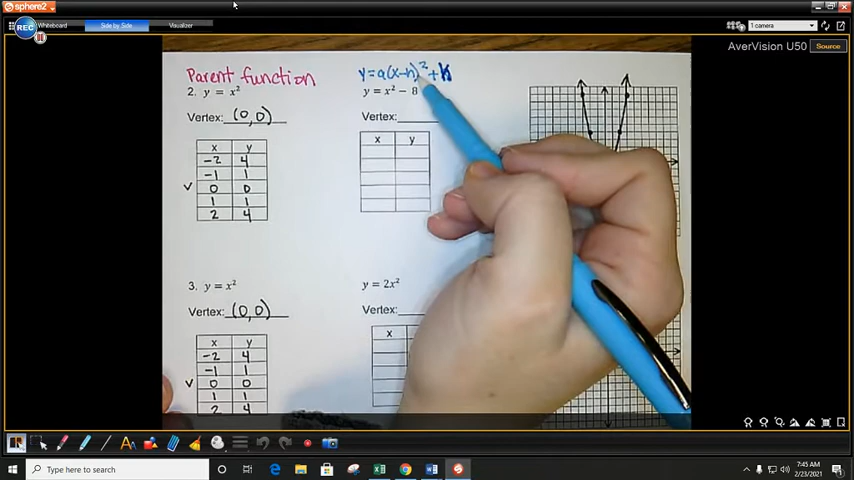 sphere2
REC
Whiteboard
Side by Side
Visualizer
T camera
AverVision U50
Source
Parent function
y=a(x-h)²+k
2. y = x²
y = x² − 8
Vertex: (0,0)
Vertex:
x y
x y
-2 4
-1 1
V 0 0
1 1
2 4
3. y = x²
y = 2x²
Vertex: (0,0)
Vertex:
x y
x
-2 4
-1 1
V 0 0
1 1
2 4
Type here to search
7:45 AM
2/23/2021